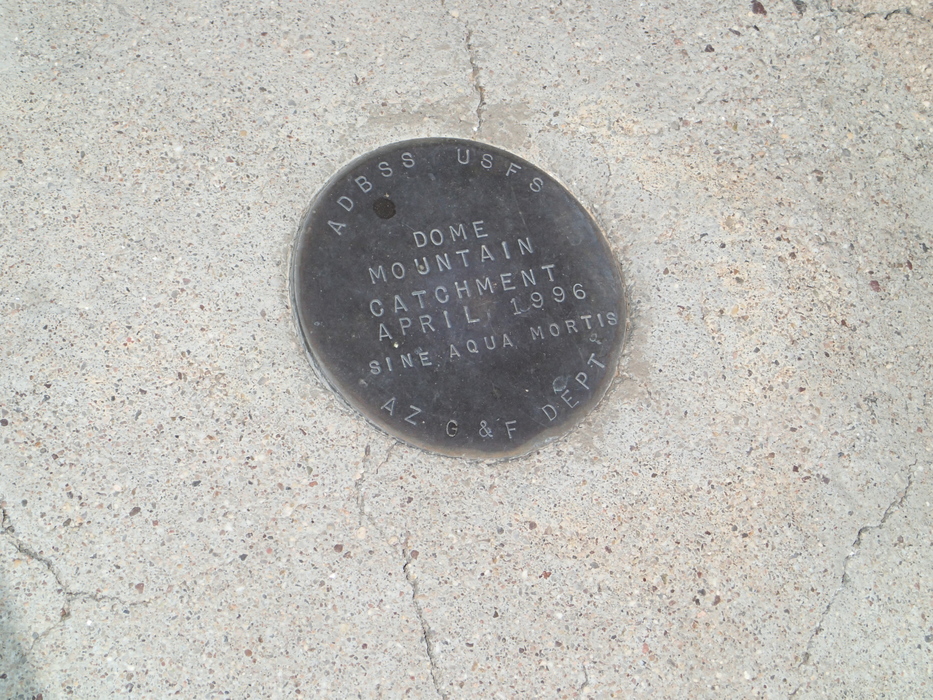 ADBSS USFS
DOME
MOUNTAIN
CATCHMENT
APRIL 1996
SINE AQUA MORTIS
AZ. G & F DEPT.